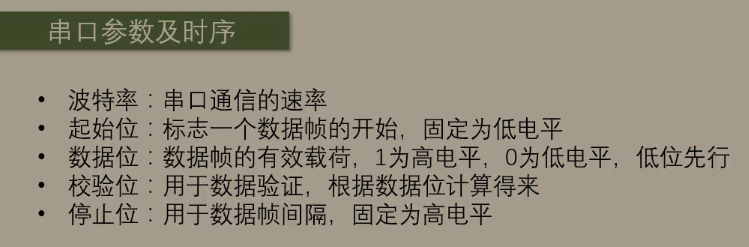 串口参数及时序
• 波特率：串口通信的速率
• 起始位：标志一个数据帧的开始，固定为低电平
• 数据位：数据帧的有效载荷，1为高电平，0为低电平，低位先行
• 校验位：用于数据验证，根据数据位计算得来
• 停止位：用于数据帧间隔，固定为高电平